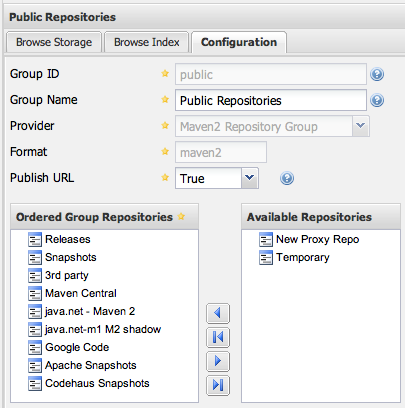 Public Repositories
Browse Storage Browse Index Configuration
Group ID public
Group Name Public Repositories
Provider Maven2 Repository Group
Format maven2
Publish URL True
Ordered Group Repositories
Releases
Snapshots
3rd party
Maven Central
java.net - Maven 2
java.net-m1 M2 shadow
Google Code
Apache Snapshots
Codehaus Snapshots
Available Repositories
New Proxy Repo
Temporary